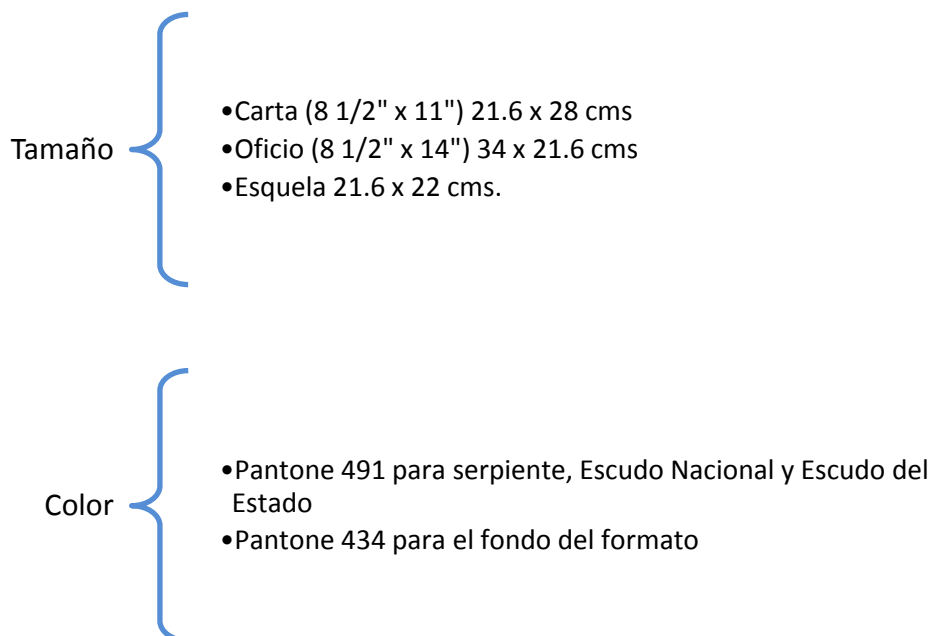 Tamaño
•Carta (8 1/2" x 11") 21.6 x 28 cms
•Oficio (8 1/2" x 14") 34 x 21.6 cms
•Esquela 21.6 x 22 cms.
Color
•Pantone 491 para serpiente, Escudo Nacional y Escudo del
Estado
•Pantone 434 para el fondo del formato